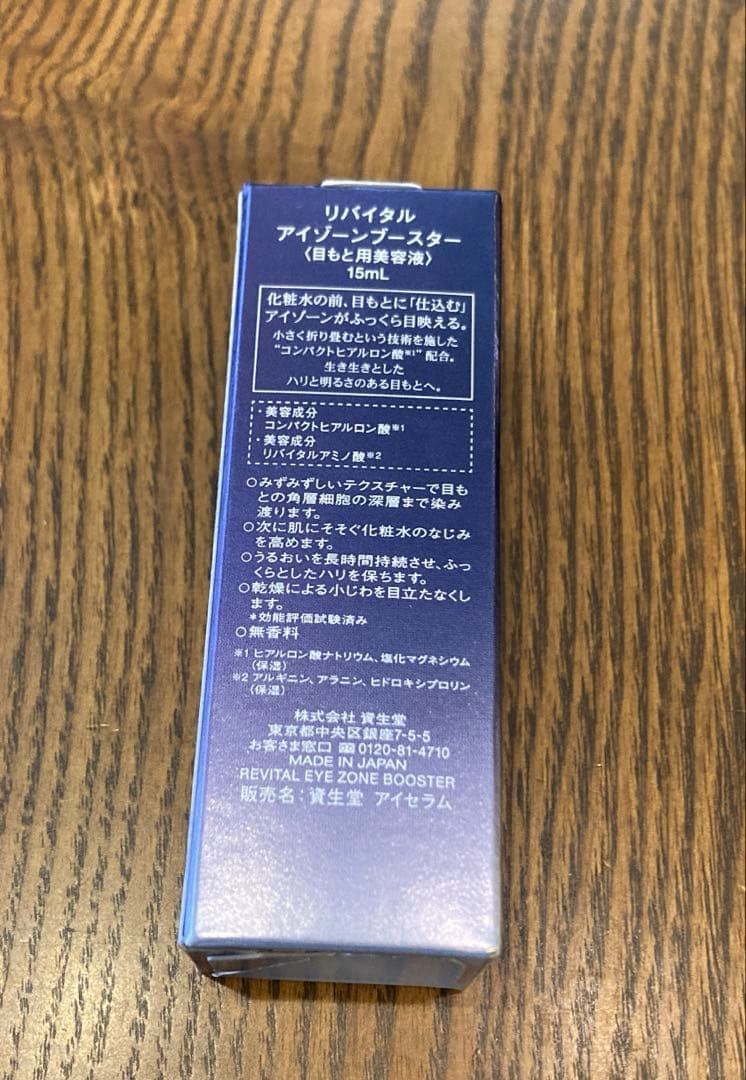 リバイタル
アイゾーンブースター
〈目もと用美容液〉
15mL
化粧水の前、目もとに「仕込む」
アイゾーンがふっくら目映える。
小さく折り畳むという技術を施した
“コンパクトヒアルロン酸※1”配合。
生き生きとした
ハリと明るさのある目もとへ。
・美容成分
コンパクトヒアルロン酸※1
・美容成分
リバイタルアミノ酸※2
○みずみずしいテクスチャーで目も
との角層細胞の深層まで染み
渡ります。
○次に肌にそそぐ化粧水のなじみ
を高めます。
○うるおいを長時間持続させ、ふっ
くらとしたハリを保ちます。
○乾燥による小じわを目立たなくし
ます。
*効能評価試験済み
○無香料
※1 ヒアルロン酸ナトリウム、塩化マグネシウム
(保湿)
※2 アルギニン、アラニン、ヒドロキシプロリン
(保湿)
株式会社 資生堂
東京都中央区銀座7-5-5
お客さま窓口 0120-81-4710
MADE IN JAPAN
REVITAL EYE ZONE BOOSTER
販売名：資生堂 アイセラム